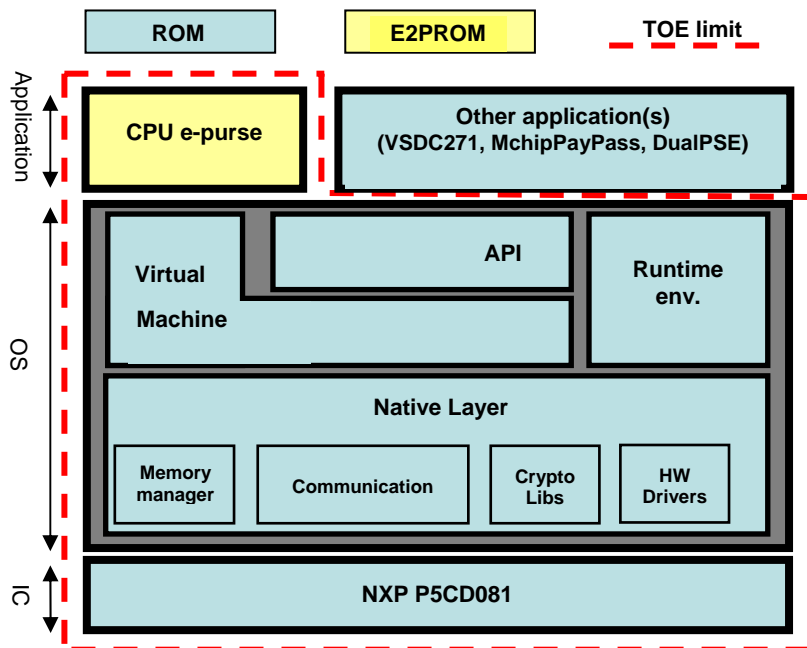 ROM
E2PROM
TOE limit
Application
CPU e-purse
Other application(s)
(VSDC271, MchipPayPass, DualPSE)
OS
Virtual
Machine
API
Runtime
env.
Native Layer
Memory
manager
Communication
Crypto
Libs
HW
Drivers
IC
NXP P5CD081